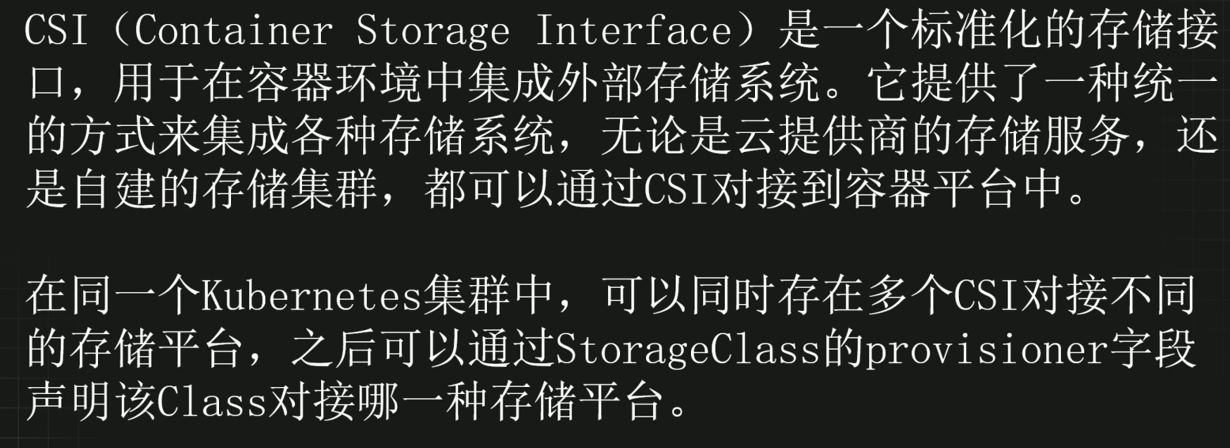 CSI（Container Storage Interface）是一个标准化的存储接
口，用于在容器环境中集成外部存储系统。它提供了一种统一
的方式来集成各种存储系统，无论是云提供商的存储服务，还
是自建的存储集群，都可以通过CSI对接到容器平台中。
在同一个Kubernetes集群中，可以同时存在多个CSI对接不同
的存储平台，之后可以通过StorageClass的provisioner字段
声明该Class对接哪一种存储平台。